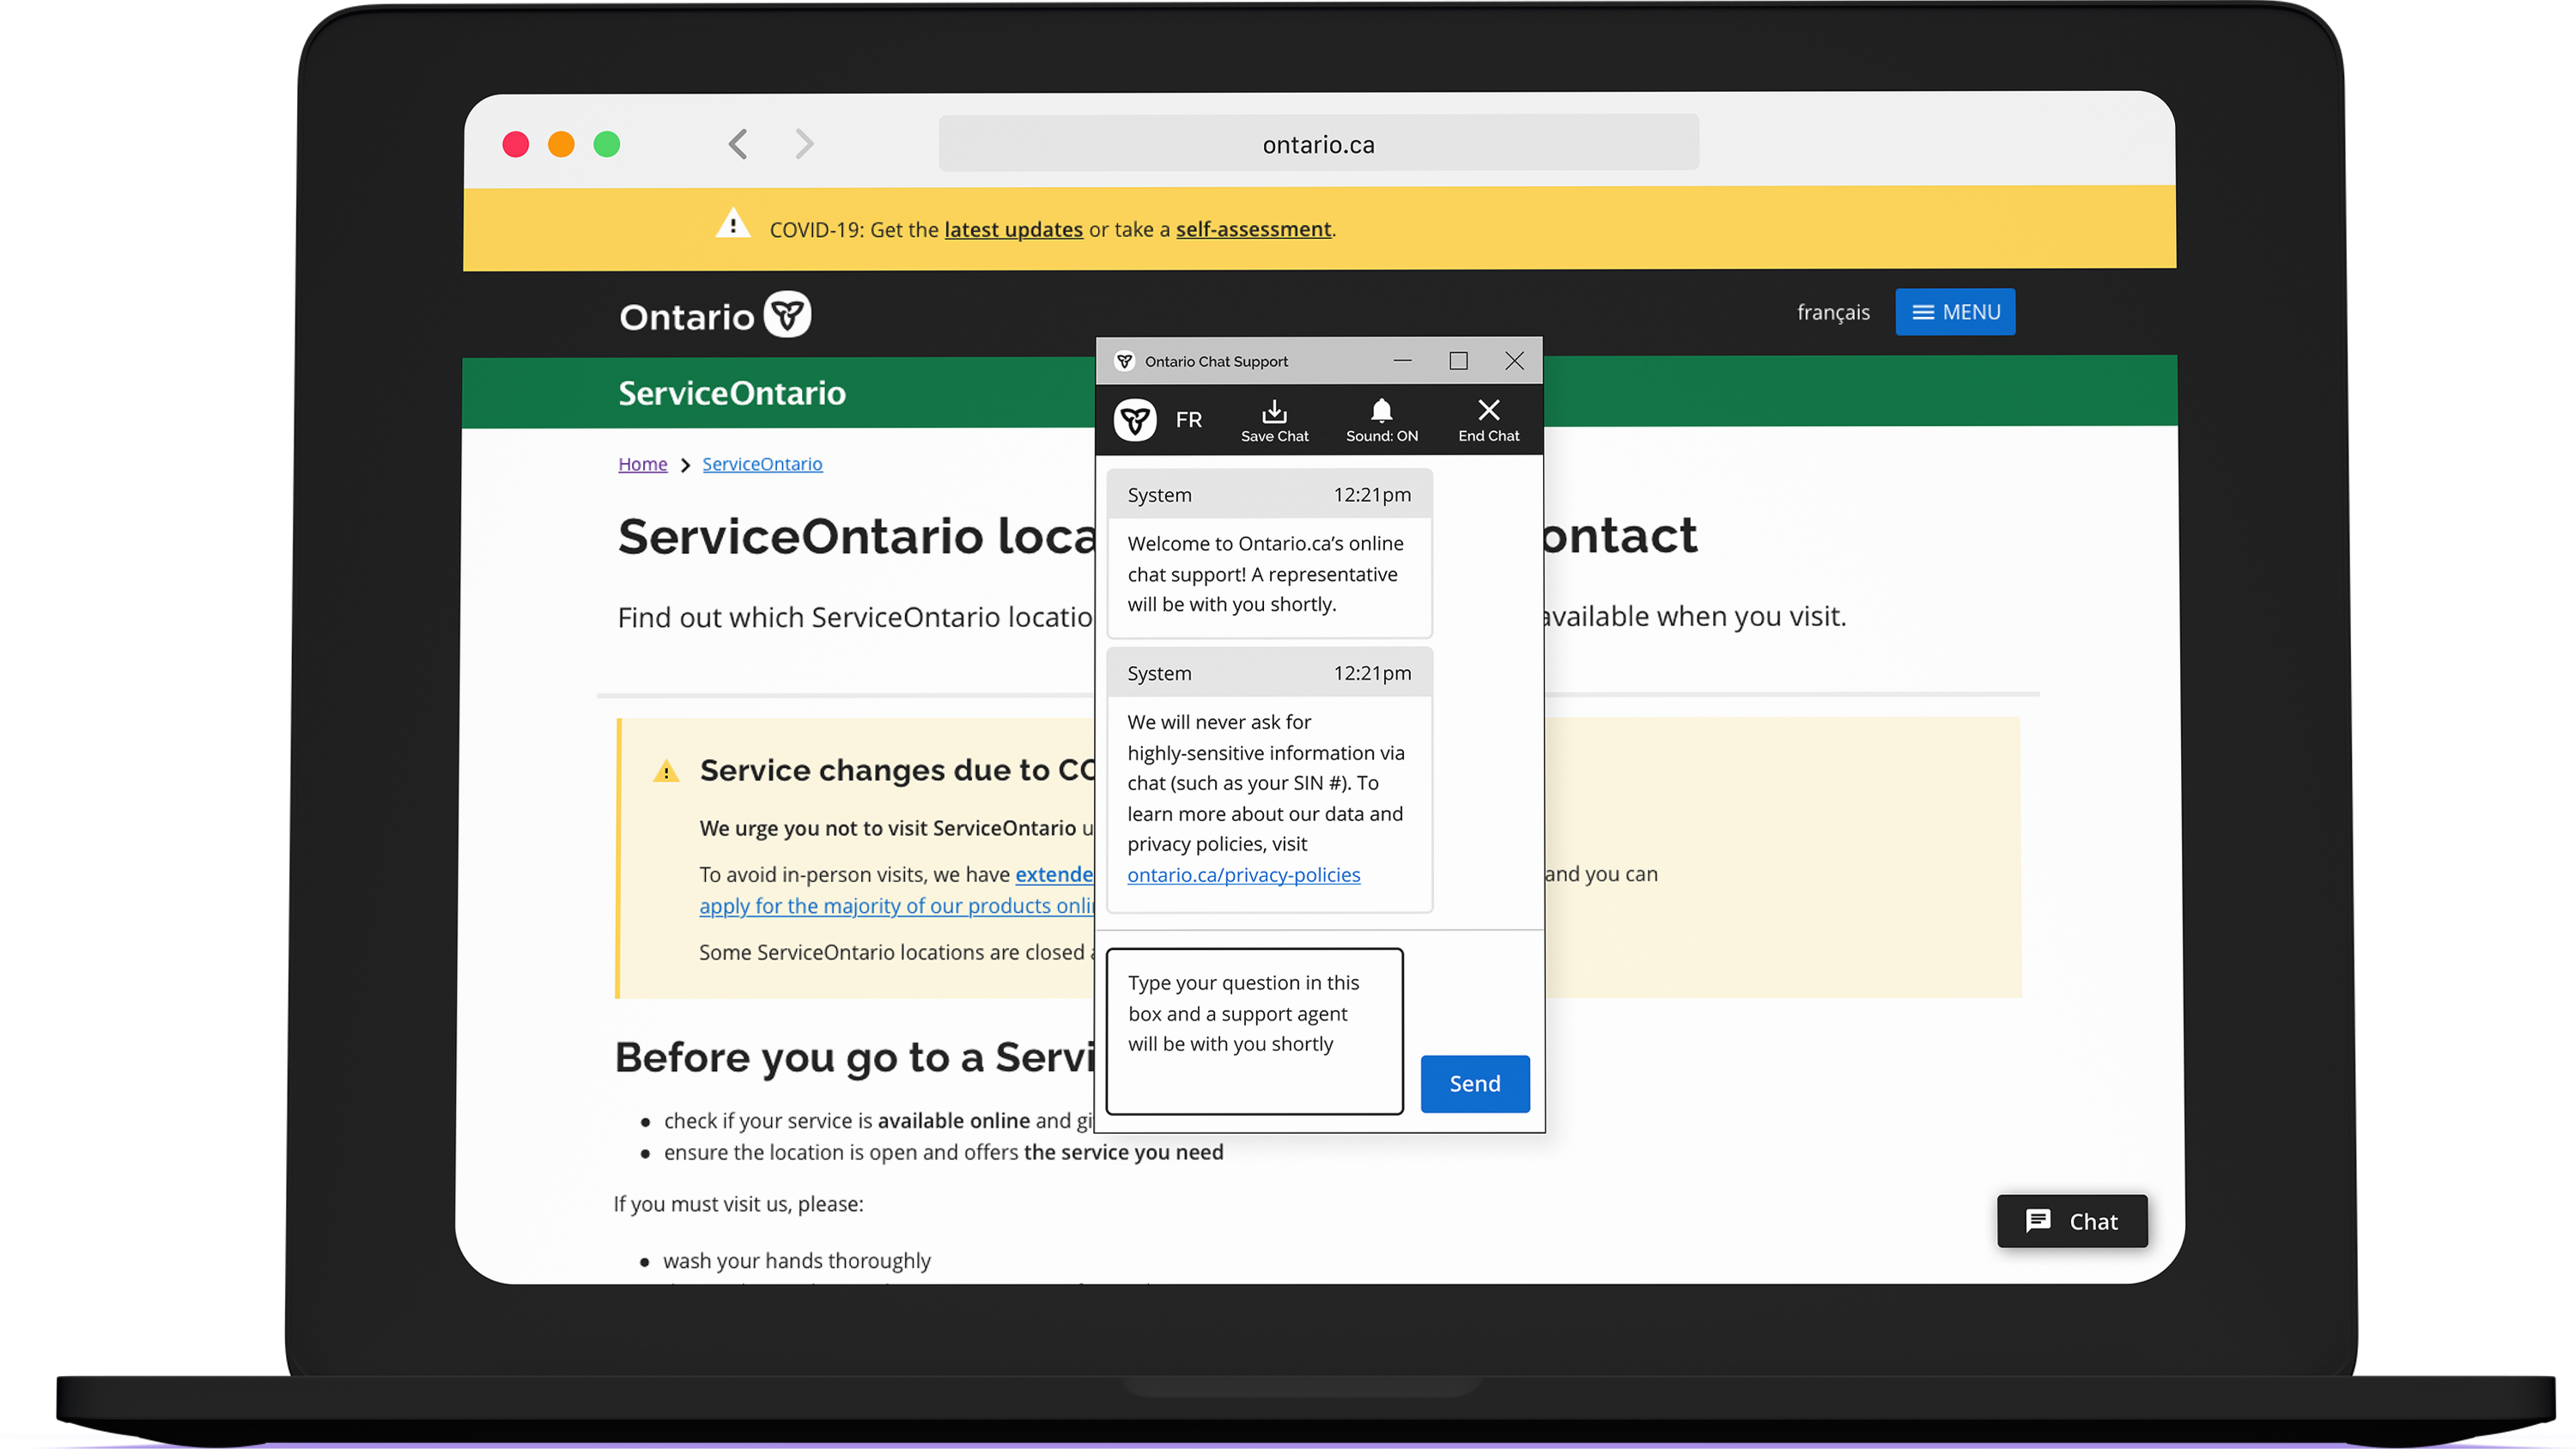 ontario.ca
COVID-19: Get the latest updates or take a self-assessment.
Ontario
français
MENU
ServiceOntario
Home
ServiceOntario
ServiceOntario loca
ontact
Find out which ServiceOntario locatio
available when you visit.
Service changes due to CO
We urge you not to visit ServiceOntario u
To avoid in-person visits, we have extende
and you can
apply for the majority of our products onli
Some ServiceOntario locations are closed
Before you go to a Servi
check if your service is available online and gi
ensure the location is open and offers the service you need
If you must visit us, please:
wash your hands thoroughly
Ontario Chat Support
FR
Save Chat
Sound: ON
End Chat
System 12:21pm
Welcome to Ontario.ca’s online
chat support! A representative
will be with you shortly.
System 12:21pm
We will never ask for
highly-sensitive information via
chat (such as your SIN #). To
learn more about our data and
privacy policies, visit
ontario.ca/privacy-policies
Type your question in this
box and a support agent
will be with you shortly
Send
Chat